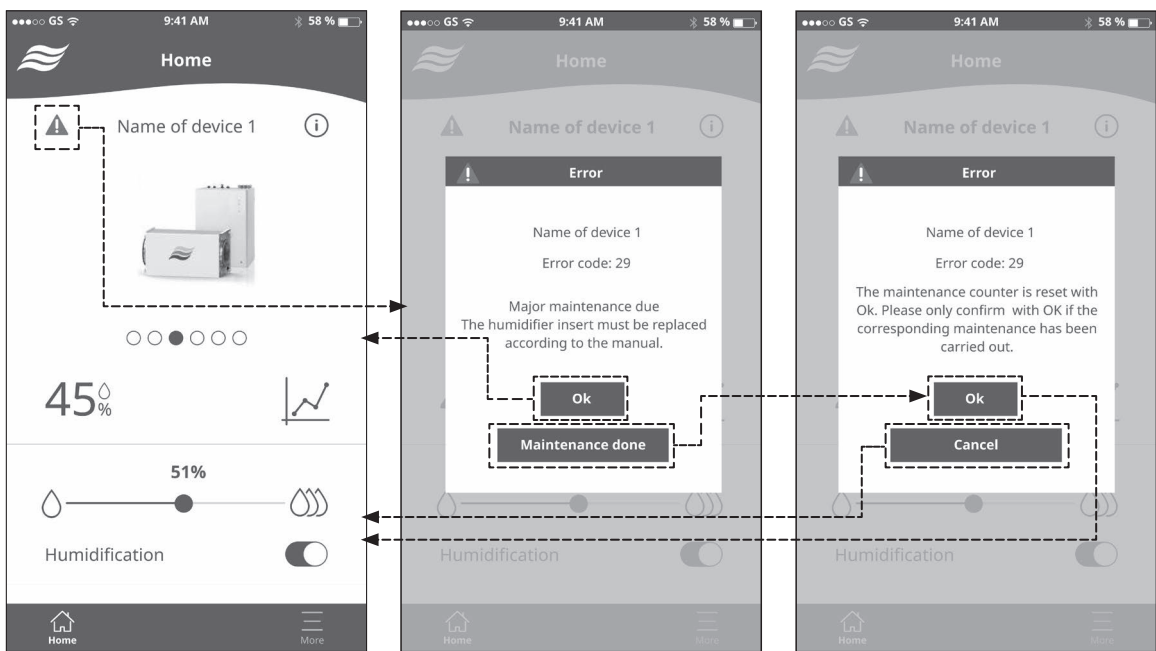 GS 9:41 AM 58 %
Home
Name of device 1
45%
51%
Humidification
Home More
GS 9:41 AM 58 %
Home
Name of device 1
Error
Name of device 1
Error code: 29
Major maintenance due
The humidifier insert must be replaced
according to the manual.
Ok
Maintenance done
Humidification
Home More
GS 9:41 AM 58 %
Home
Name of device 1
Error
Name of device 1
Error code: 29
The maintenance counter is reset with
Ok. Please only confirm with OK if the
corresponding maintenance has been
carried out.
Ok
Cancel
Humidification
Home More